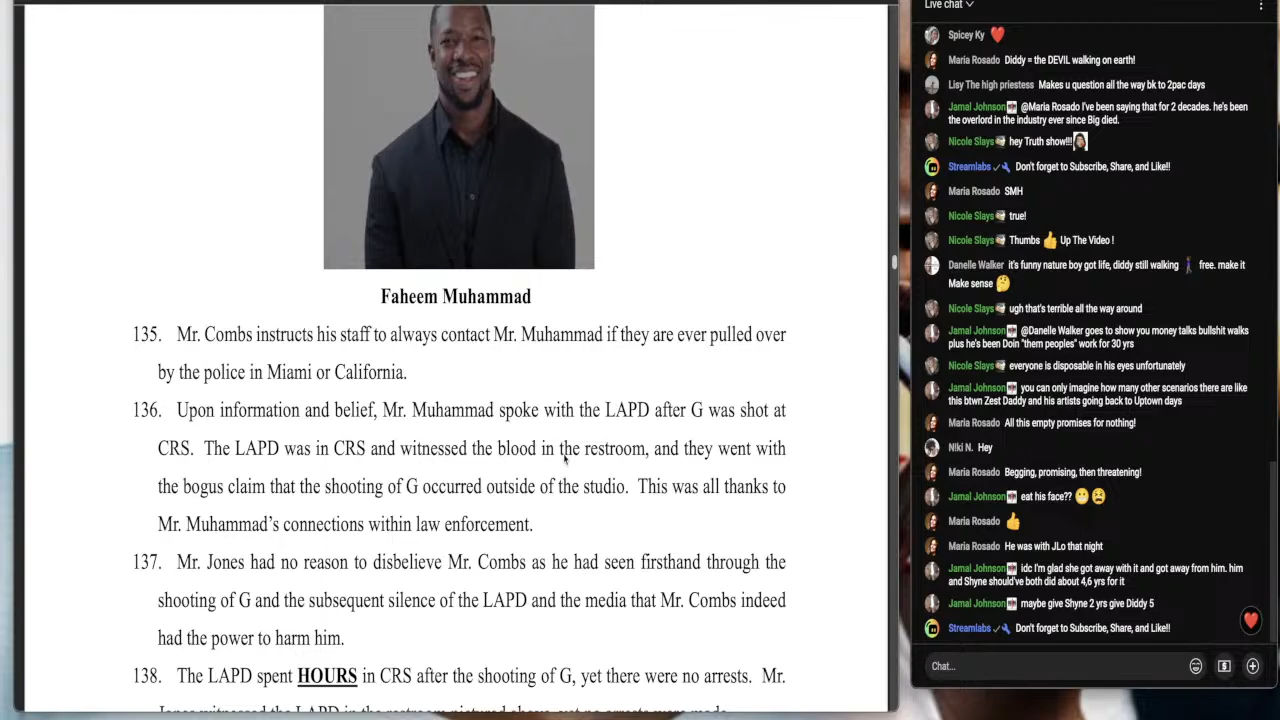 Faheem Muhammad
135. Mr. Combs instructs his staff to always contact Mr. Muhammad if they are ever pulled over
by the police in Miami or California.
136. Upon information and belief, Mr. Muhammad spoke with the LAPD after G was shot at
CRS. The LAPD was in CRS and witnessed the blood in the restroom, and they went with
the bogus claim that the shooting of G occurred outside of the studio. This was all thanks to
Mr. Muhammad's connections within law enforcement.
137. Mr. Jones had no reason to disbelieve Mr. Combs as he had seen firsthand through the
shooting of G and the subsequent silence of the LAPD and the media that Mr. Combs indeed
had the power to harm him.
138. The LAPD spent HOURS in CRS after the shooting of G, yet there were no arrests. Mr.
Jones witnessed the LAPD in the restroom pictured above, yet no arrests were made.
Live chat
Spicey Ky ❤️
Maria Rosado Diddy = the DEVIL walking on earth!
Lisy The high priestess Makes u question all the way bk to 2pac days
Jamal Johnson @Maria Rosado I've been saying that for 2 decades. he's been
the overlord in the industry ever since Big died.
Nicole Slays hey Truth show!!!
Streamlabs Don't forget to Subscribe, Share, and Like!!
Maria Rosado SMH
Nicole Slays true!
Nicole Slays Thumbs 👍 Up The Video !
Danelle Walker it's funny nature boy got life, diddy still walking 🚶‍♀️ free. make it
Make sense 🤔
Nicole Slays ugh that's terrible all the way around
Jamal Johnson @Danelle Walker goes to show you money talks bullshit walks
plus he's been Doin "them peoples" work for 30 yrs
Nicole Slays everyone is disposable in his eyes unfortunately
Jamal Johnson you can only imagine how many other scenarios there are like
this btwn Zest Daddy and his artists going back to Uptown days
Maria Rosado All this empty promises for nothing!
N!ki N. Hey
Maria Rosado Begging, promising, then threatening!
Jamal Johnson eat his face?? 😬😫
Maria Rosado 👍
Maria Rosado He was with JLo that night
Jamal Johnson idc I'm glad she got away with it and got away from him. him
and Shyne should've both did about 4,6 yrs for it
Jamal Johnson maybe give Shyne 2 yrs give Diddy 5
Streamlabs Don't forget to Subscribe, Share, and Like!!
Chat...